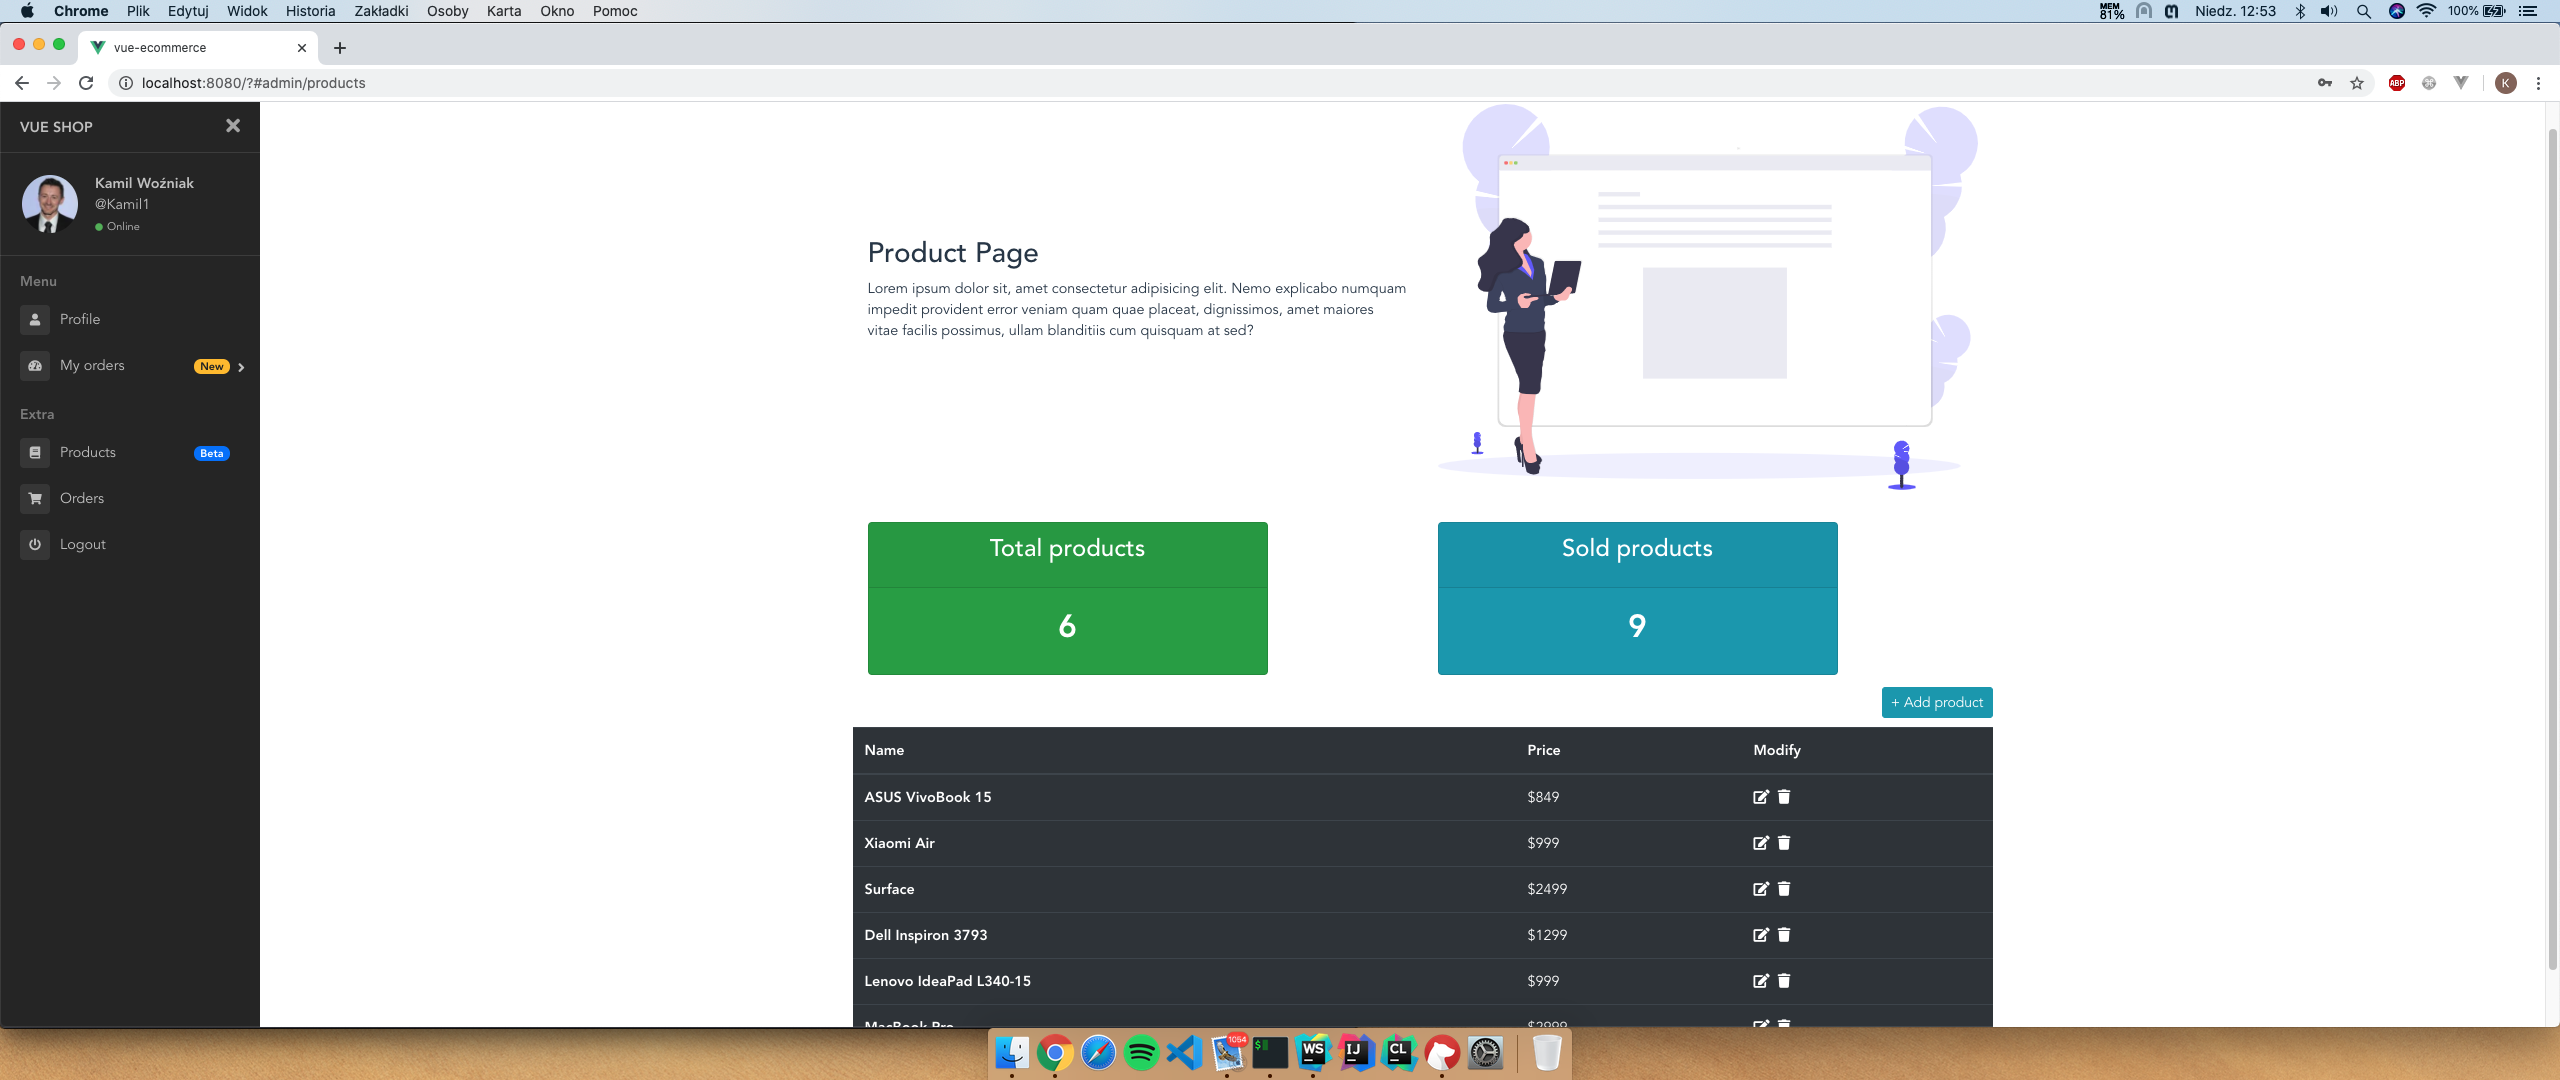 Chrome Plik Edytuj Widok Historia Zakładki Osoby Karta Okno Pomoc MEM 81% Niedz. 12:53 100%
vue-ecommerce
localhost:8080/?#admin/products ABP K
VUE SHOP
Kamil Woźniak
@Kamil1
Online
Menu
Profile
My orders New
Extra
Products Beta
Orders
Logout
Product Page
Lorem ipsum dolor sit, amet consectetur adipisicing elit. Nemo explicabo numquam
impedit provident error veniam quam quae placeat, dignissimos, amet maiores
vitae facilis possimus, ullam blanditiis cum quisquam at sed?
Total products
6
Sold products
9
+ Add product
Name Price Modify
ASUS VivoBook 15 $849
Xiaomi Air $999
Surface $2499
Dell Inspiron 3793 $1299
Lenovo IdeaPad L340-15 $999
MacBook Pro $2999
1054 $ WS IJ CL